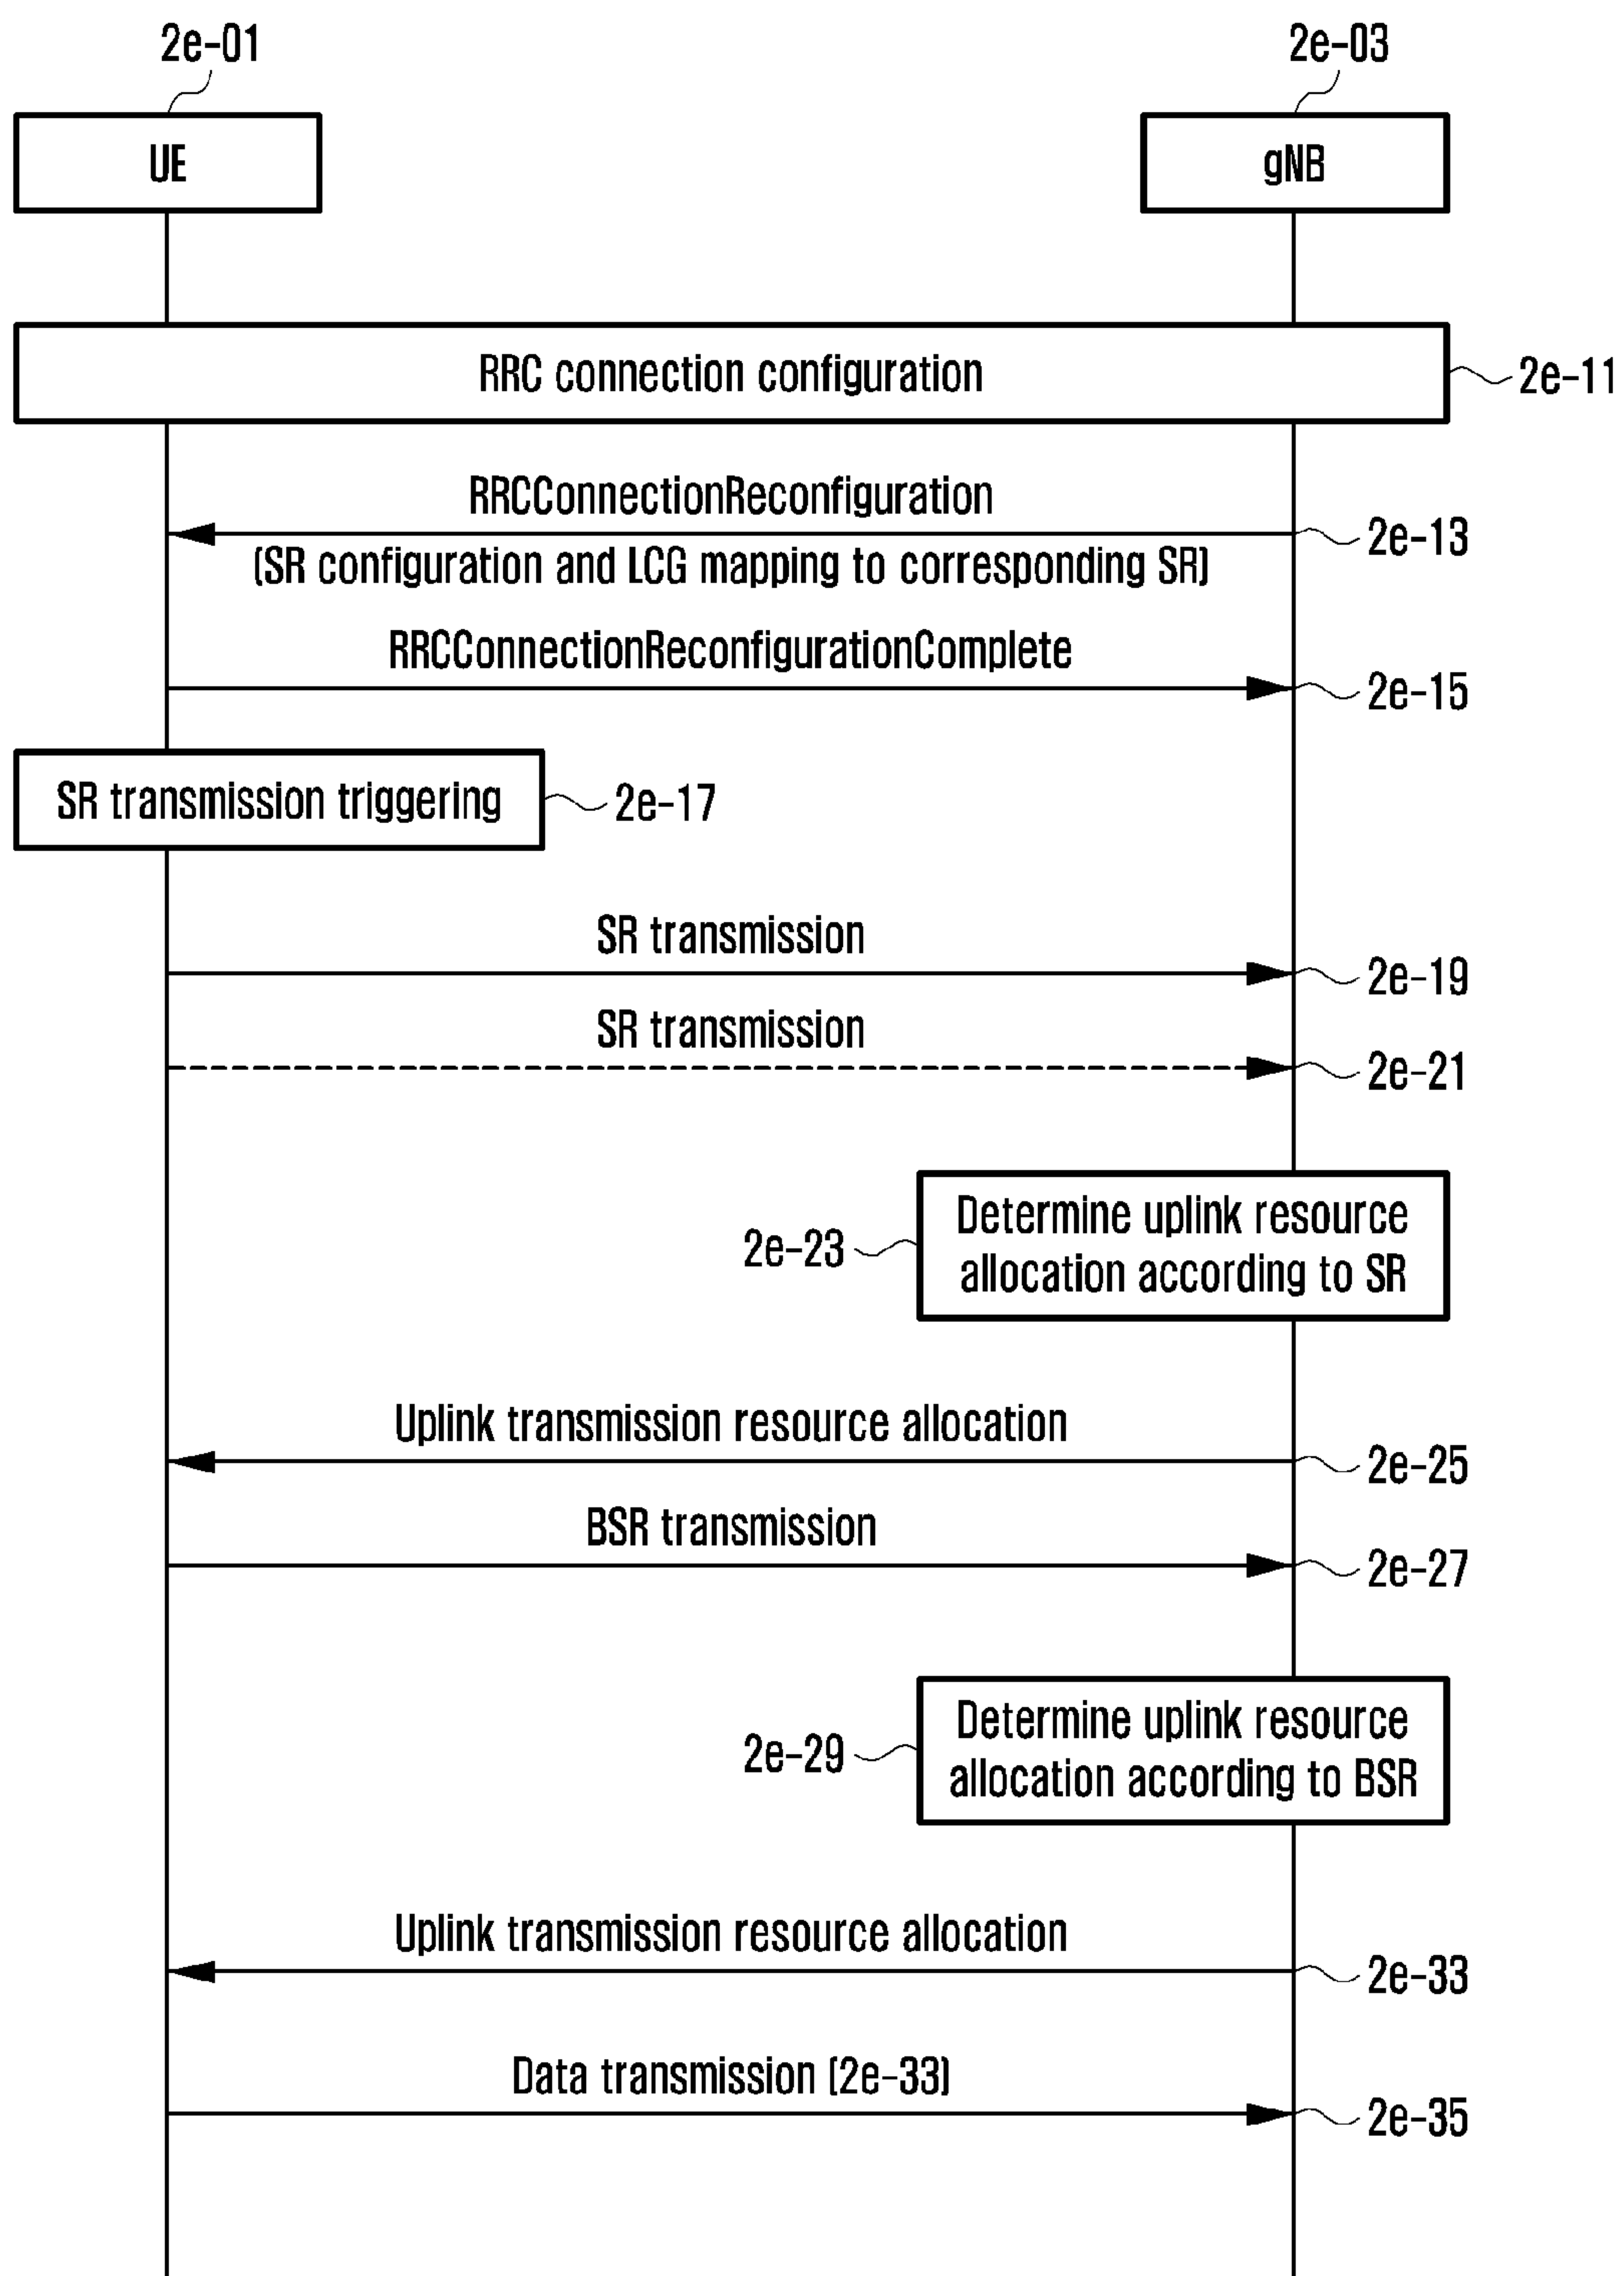 2e-01
2e-03
UE
gNB
RRC connection configuration
2e-11
RRCConnectionReconfiguration
2e-13
(SR configuration and LCG mapping to corresponding SR)
RRCConnectionReconfigurationComplete
2e-15
SR transmission triggering
2e-17
SR transmission
2e-19
SR transmission
2e-21
Determine uplink resource
allocation according to SR
2e-23
Uplink transmission resource allocation
2e-25
BSR transmission
2e-27
Determine uplink resource
allocation according to BSR
2e-29
Uplink transmission resource allocation
2e-33
Data transmission (2e-33)
2e-35